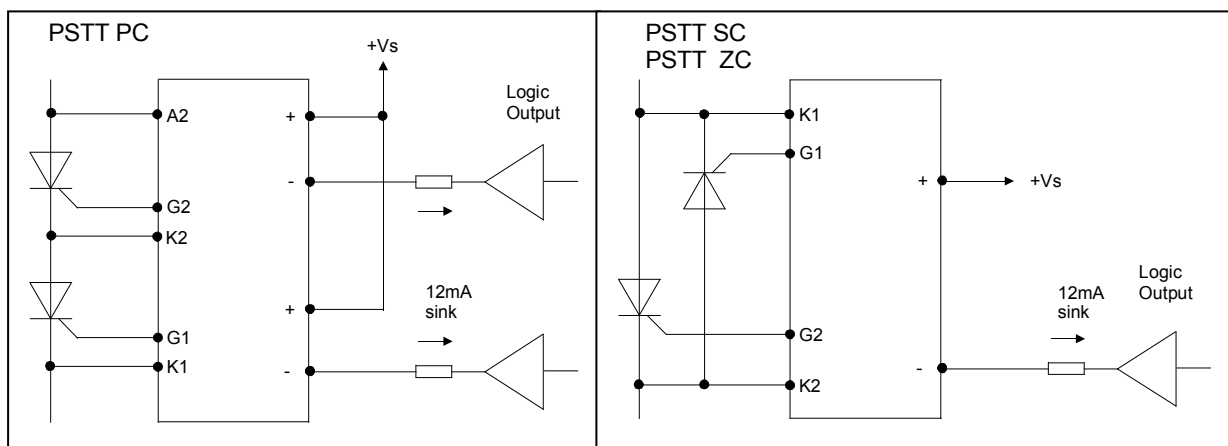 PSTT PC
+Vs
Logic
Output
A2
+
-
G2
K2
+
12mA
sink
G1
K1
-
PSTT SC
PSTT ZC
K1
G1
+
+Vs
Logic
Output
12mA
sink
G2
K2
-